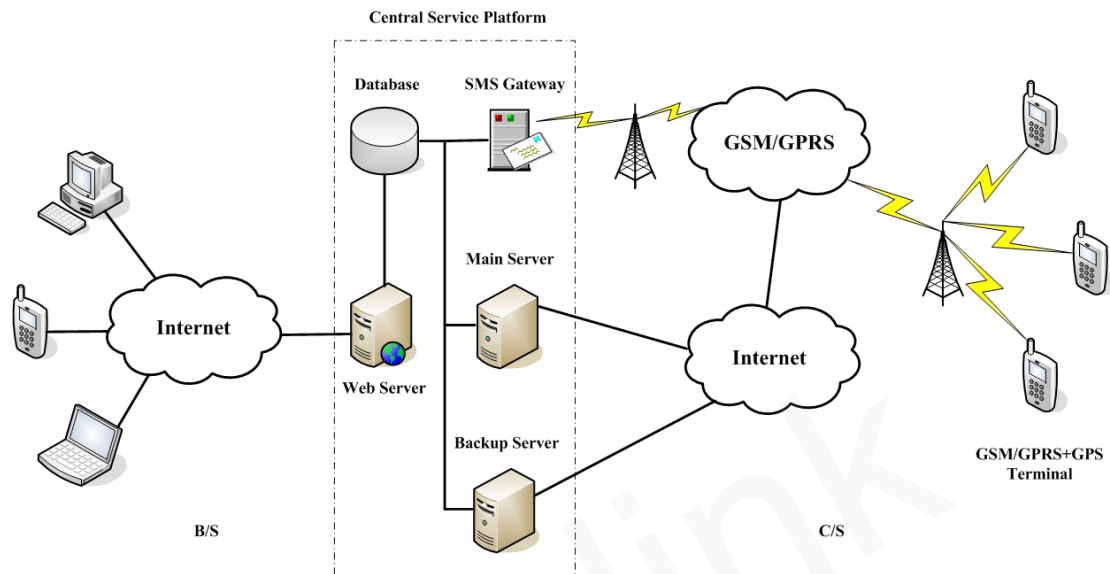 Central Service Platform
Database
SMS Gateway
GSM/GPRS
Main Server
Internet
Internet
Web Server
Backup Server
GSM/GPRS+GPS
Terminal
B/S
C/S